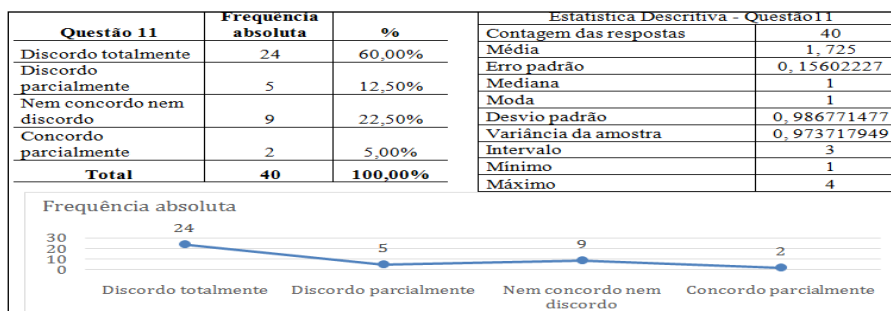 Questão 11 Frequência absoluta %
Discordo totalmente 24 60,00%
Discordo parcialmente 5 12,50%
Nem concordo nem discordo 9 22,50%
Concordo parcialmente 2 5,00%
Total 40 100,00%
Estatística Descritiva - Questão11
Contagem das respostas 40
Média 1, 725
Erro padrão 0, 15602227
Mediana 1
Moda 1
Desvio padrão 0, 986771477
Variância da amostra 0, 973717949
Intervalo 3
Mínimo 1
Máximo 4
Frequência absoluta
30
20
10
0
24
5
9
2
Discordo totalmente
Discordo parcialmente
Nem concordo nem
discordo
Concordo parcialmente